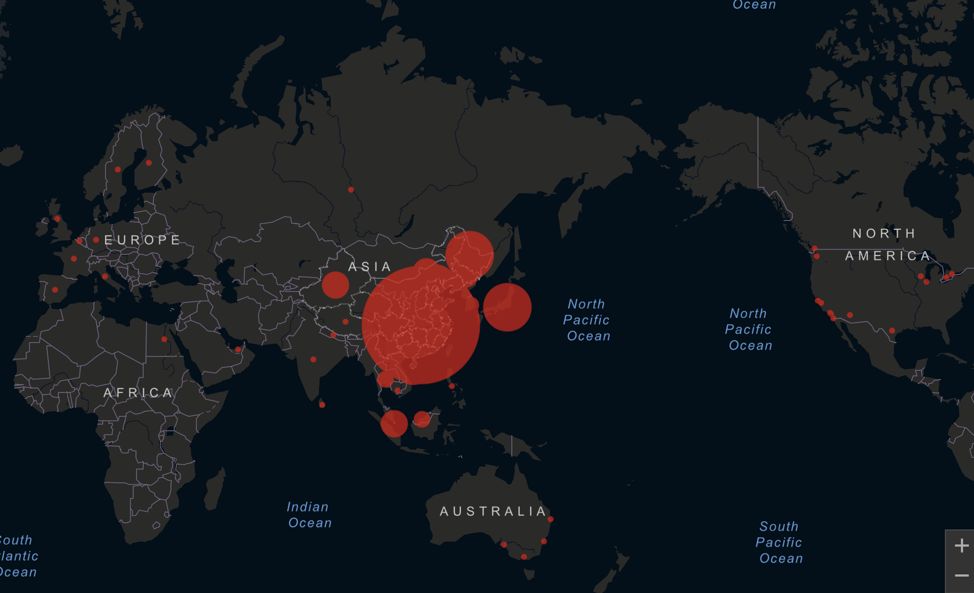 Ocean
NORTH
AMERICA
EUROPE
ASIA
North
Pacific
Ocean
North
Pacific
Ocean
AFRICA
Indian
Ocean
AUSTRALIA
South
Pacific
Ocean
outh
lantic
Ocean
+
−